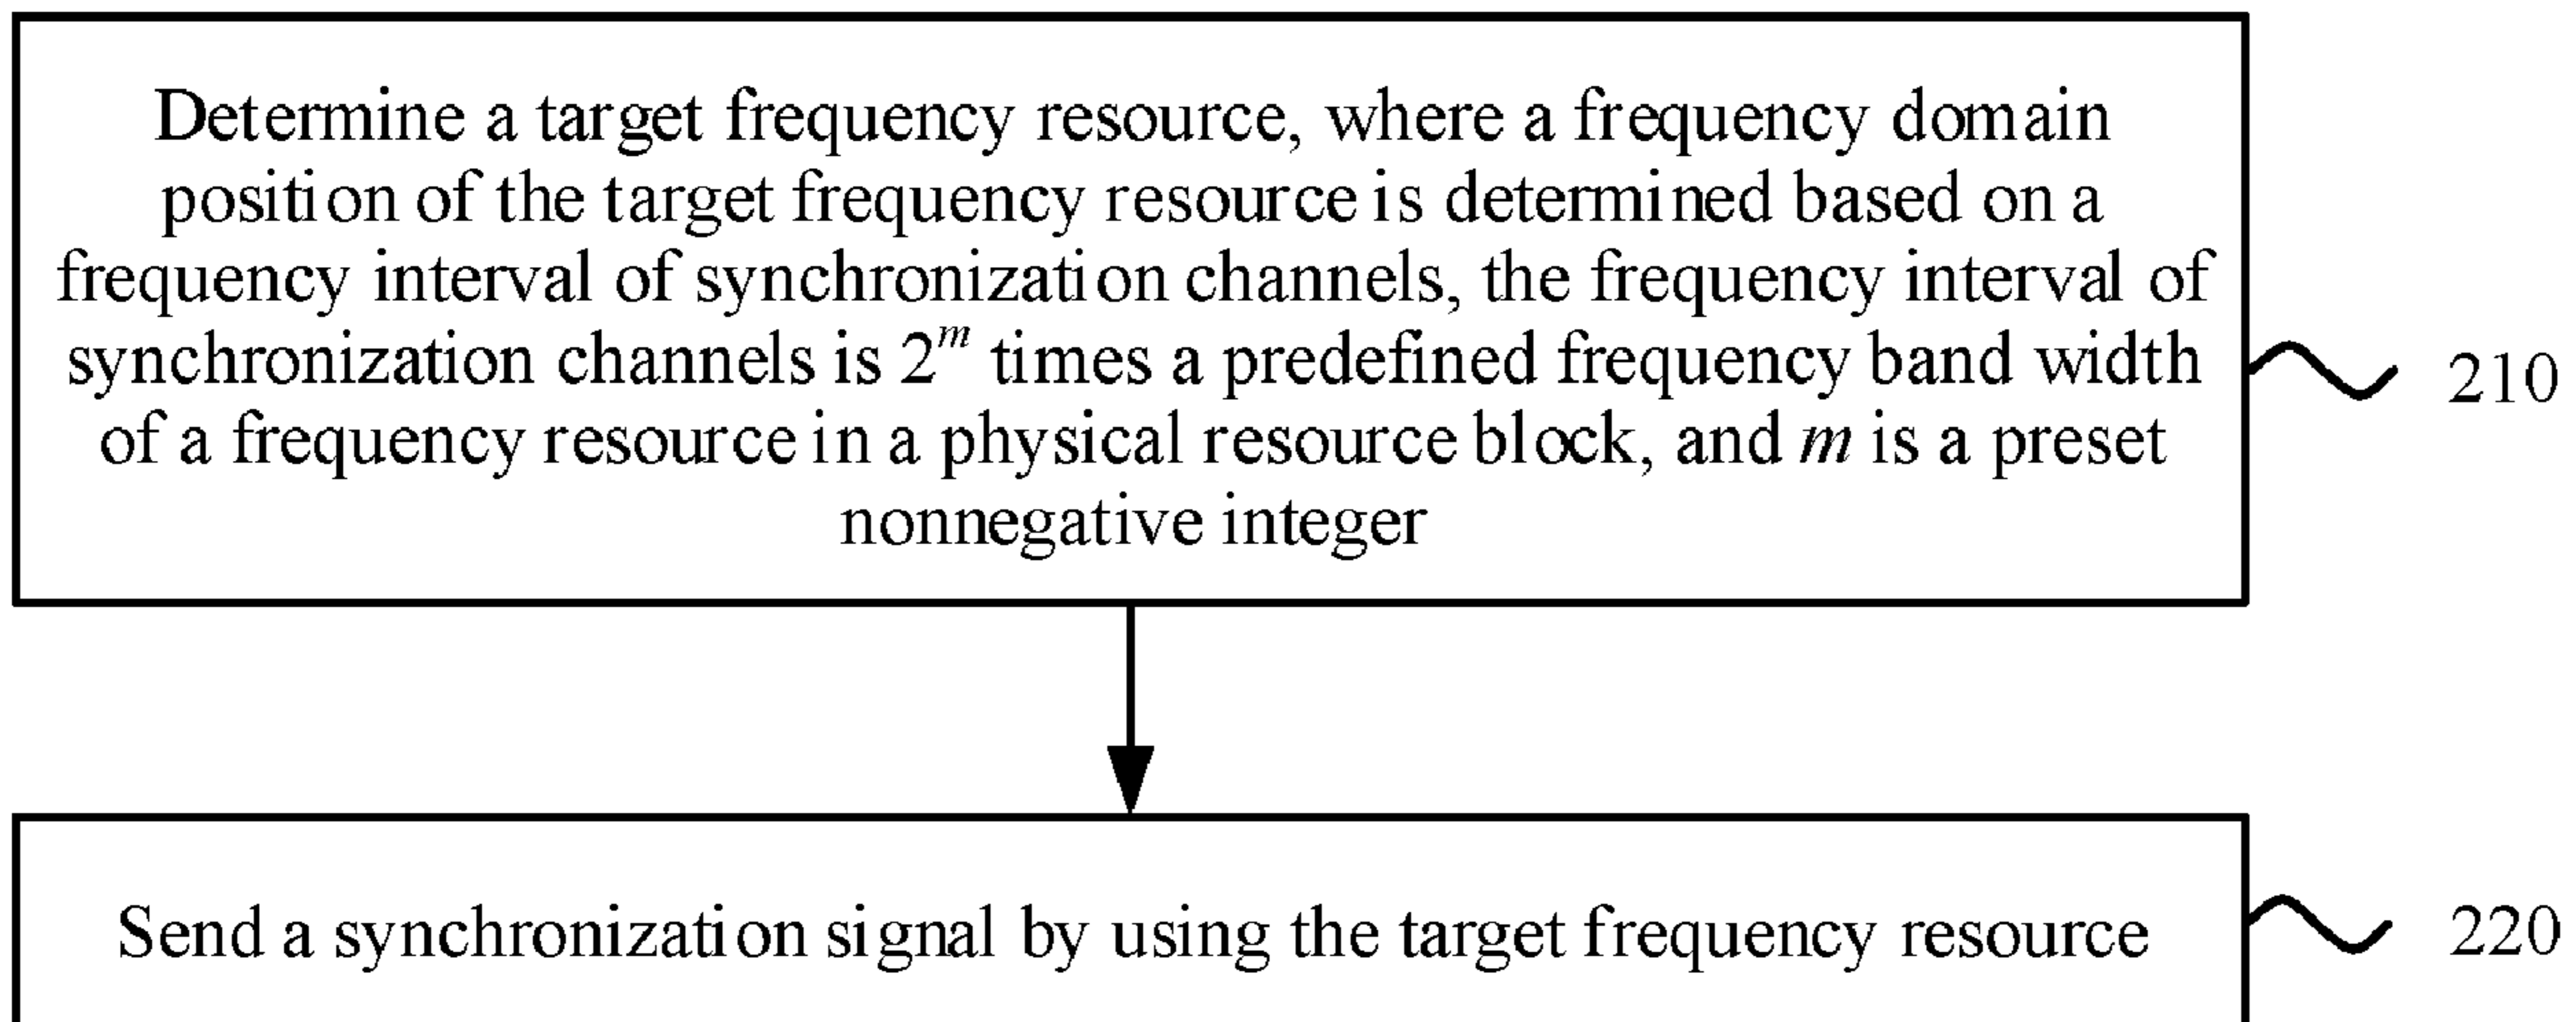 Determine a target frequency resource, where a frequency domain
position of the target frequency resource is determined based on a
frequency interval of synchronization channels, the frequency interval of
synchronization channels is 2^m times a predefined frequency band width
of a frequency resource in a physical resource block, and m is a preset
nonnegative integer
210
Send a synchronization signal by using the target frequency resource
220